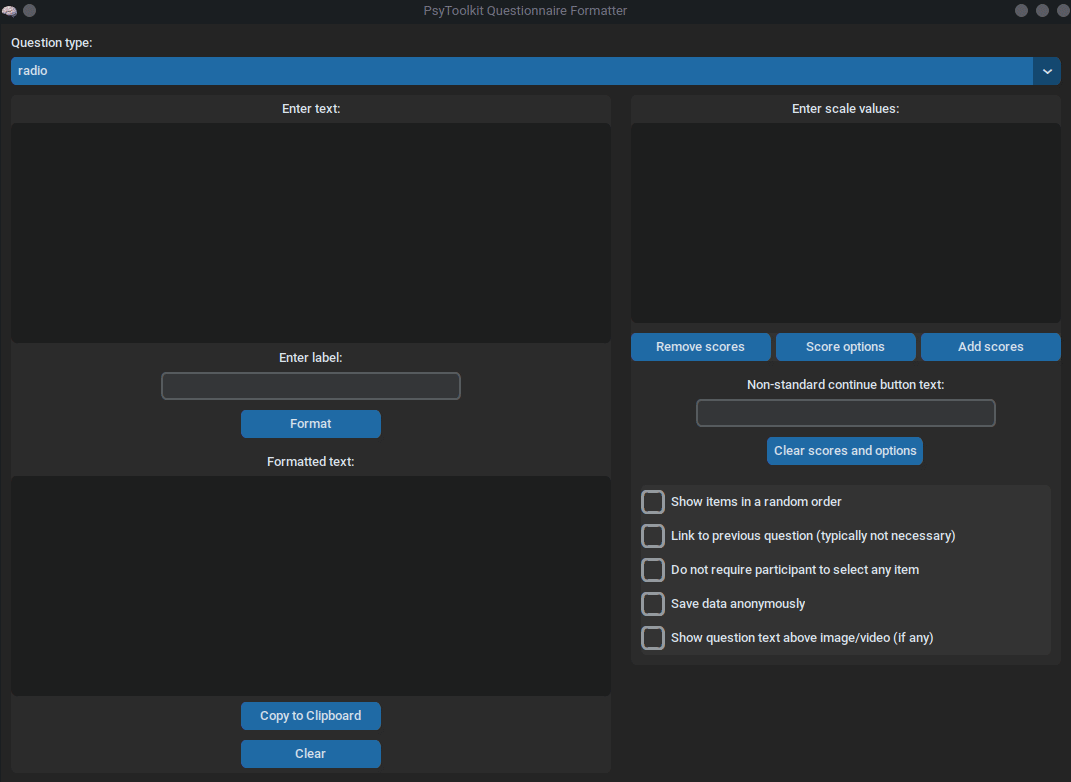 PsyToolkit Questionnaire Formatter
Question type:
radio
Enter text:
Enter label:
Format
Formatted text:
Copy to Clipboard
Clear
Enter scale values:
Remove scores
Score options
Add scores
Non-standard continue button text:
Clear scores and options
Show items in a random order
Link to previous question (typically not necessary)
Do not require participant to select any item
Save data anonymously
Show question text above image/video (if any)